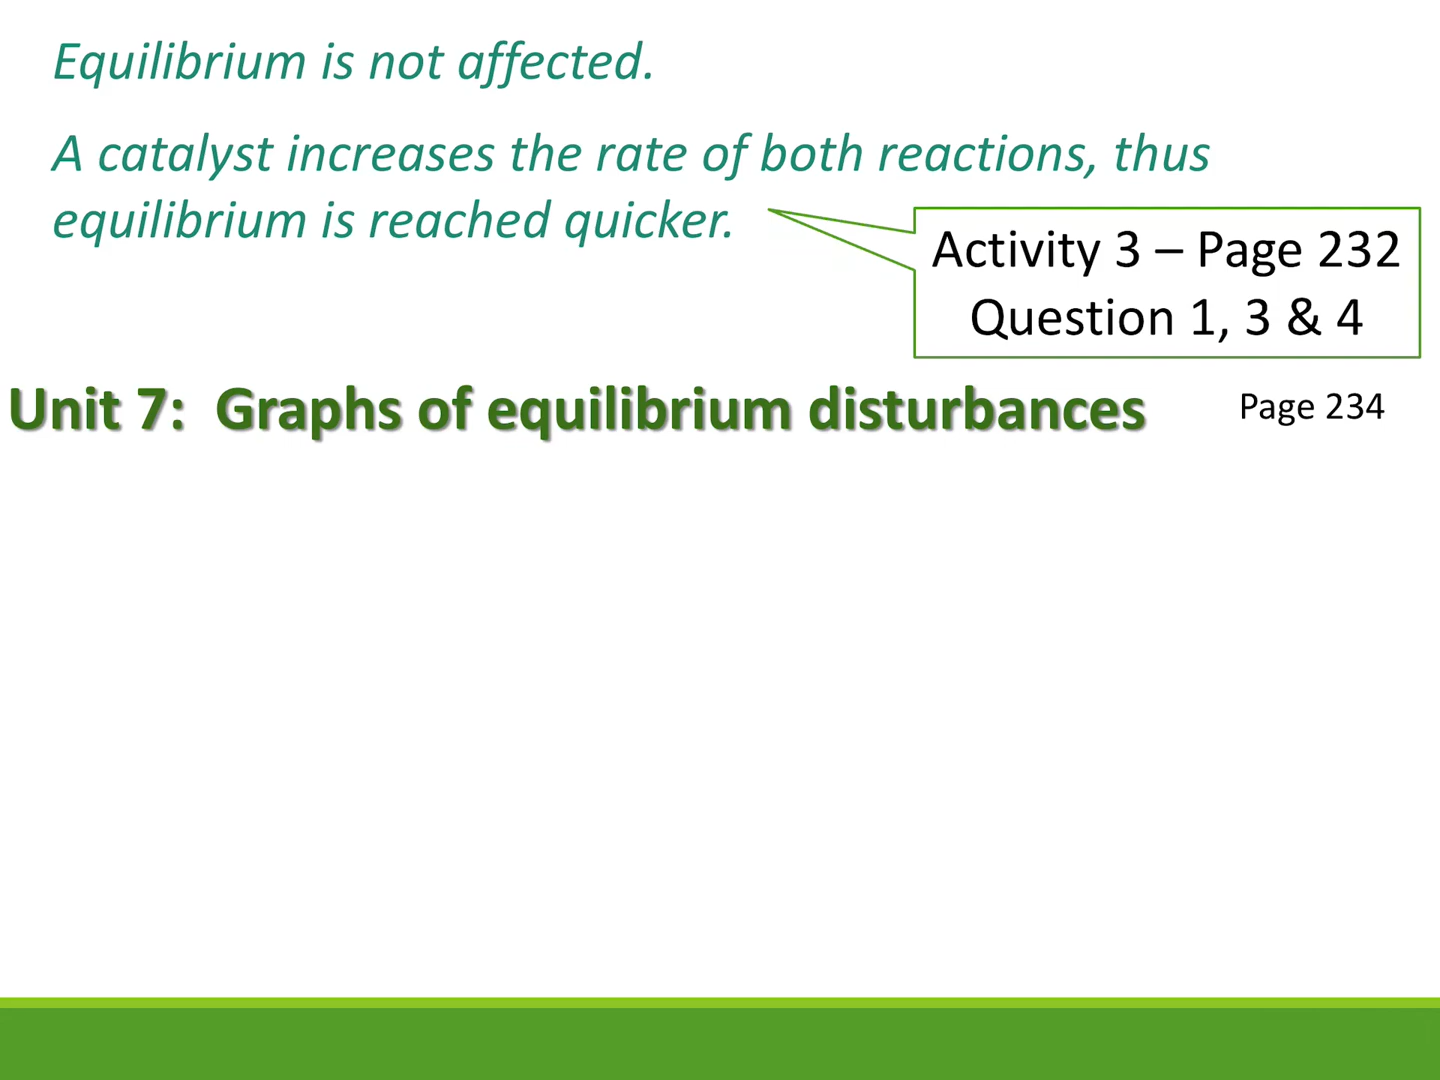 Equilibrium is not affected.
A catalyst increases the rate of both reactions, thus
equilibrium is reached quicker.
Activity 3 – Page 232
Question 1, 3 & 4
Unit 7: Graphs of equilibrium disturbances
Page 234